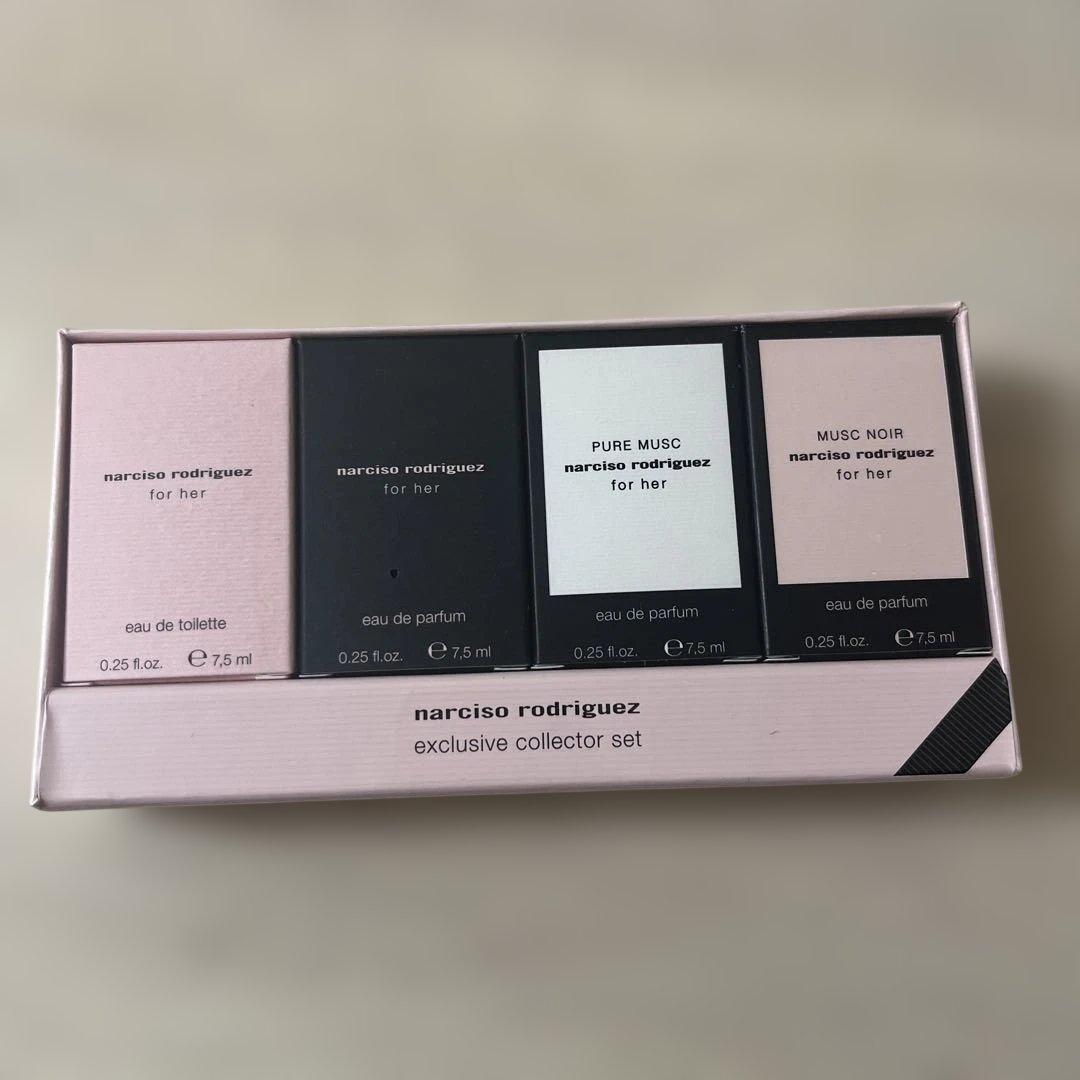 narciso rodriguez
for her
eau de toilette
0.25 fl.oz. ℮ 7,5 ml
narciso rodriguez
for her
eau de parfum
0.25 fl.oz. ℮ 7,5 ml
PURE MUSC
narciso rodriguez
for her
eau de parfum
0.25 fl.oz. ℮ 7,5 ml
MUSC NOIR
narciso rodriguez
for her
eau de parfum
0.25 fl.oz. ℮ 7,5 ml
narciso rodriguez
exclusive collector set